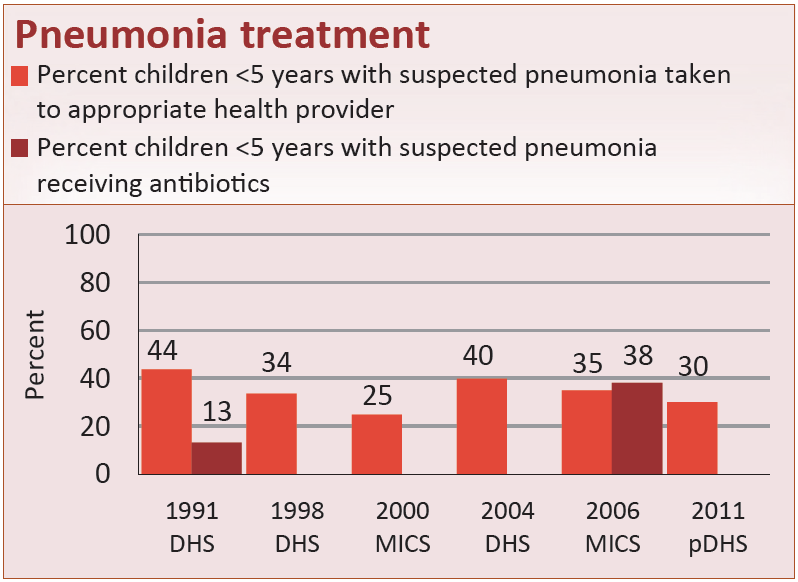 Pneumonia treatment
Percent children <5 years with suspected pneumonia taken
to appropriate health provider
Percent children <5 years with suspected pneumonia
receiving antibiotics
Percent
100
80
60
40
20
0
44
13
34
25
40
35
38
30
1991
DHS
1998
DHS
2000
MICS
2004
DHS
2006
MICS
2011
pDHS